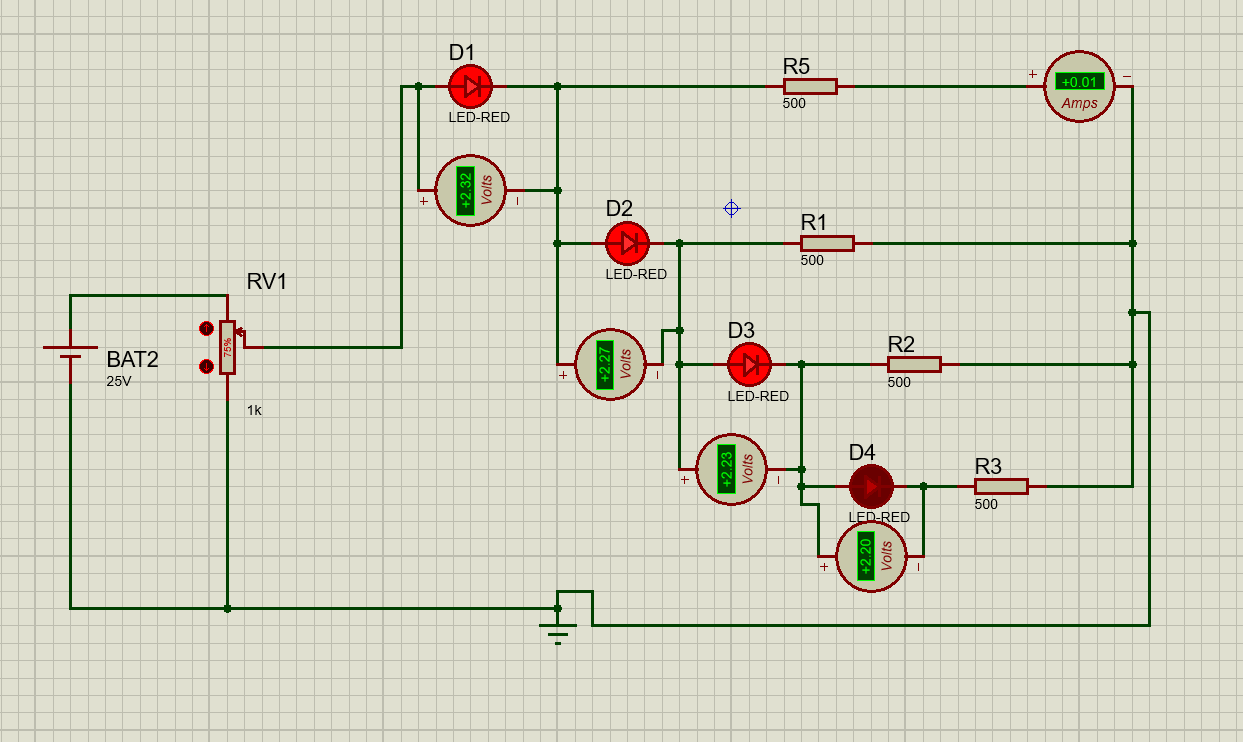 D1
LED-RED
+2.32
Volts
+
R5
500
+
-
+0.01
Amps
D2
LED-RED
+2.27
Volts
+
R1
500
RV1
75%
1k
BAT2
25V
D3
LED-RED
+2.23
Volts
+
R2
500
D4
LED-RED
+2.20
Volts
+
R3
500